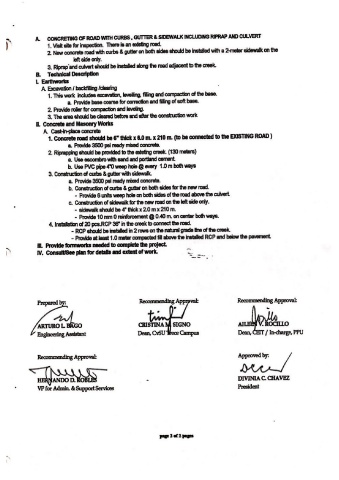 A. CONCRETING OF ROAD WITH CURBS , GUTTER & SIDEWALK INCLUDING RIPRAP AND CULVERT
1. Visit site for inspection. There is an existing road.
2. New concrete road with curbs or gutter on both sides should be installed with a 2-meter sidewalk on the
left side only.
3. Riprap and culvert should be installed along the road adjacent to the creek.
B. Technical Description
I. Earthworks
A. Excavation / backfilling /clearing
1. This work includes excavation, leveling, filling and compaction of the base.
a. Provide base course for correction and filling of soft base.
2. Provide roller for compaction and leveling.
3. The area should be cleared before and after the construction work
II. Concrete and Masonry Works
A. Cast-in-place concrete
1. Concrete road should be 6" thick x 8.0 m. x 210 m. (to be connected to the EXISTING ROAD )
a. Provide 3500 psi ready mixed concrete.
2. Riprapping should be provided to the existing creek. (130 meters)
a. Use escombro with sand and portland cement.
b. Use PVC pipe 4"0 weep hole @ every 1.0 m both ways
3. Construction of curbs & gutter with sidewalk.
a. Provide 3500 psi ready mixed concrete.
b. Construction of curbs & gutter on both sides for the new road.
- Provide 6 units weep hole on both sides of the road above the culvert.
c. Construction of sidewalk for the new road on the left side only.
- sidewalk should be 4" thick x 2.0 m x 210 m.
- Provide 10 mm 0 reinforcement @ 0.40 m. on center both ways.
4. Installation of 20 pcs.RCP 36" in the creek to connect the road.
- RCP should be installed in 2 rows on the natural grade line of the creek.
- Provide at least 1.0 meter compacted fill above the installed RCP and below the pavement.
III. Provide formworks needed to complete the project.
IV. Consult/See plan for details and extent of work.
Prepared by: Recommending Approval: Recommending Approval:
ARTURO L. BAGO CRISTINA M. SIGNO AILEEN V. ROCILLO
Engineering Assistant Dean, CvSU Campus Dean, CEIT / In-charge, PPU
Recommending Approval: Approved by:
HERNANDO D. ROBLES DIVINIA C. CHAVEZ
VP for Admin. & Support Services President
page 2 of 2 pages